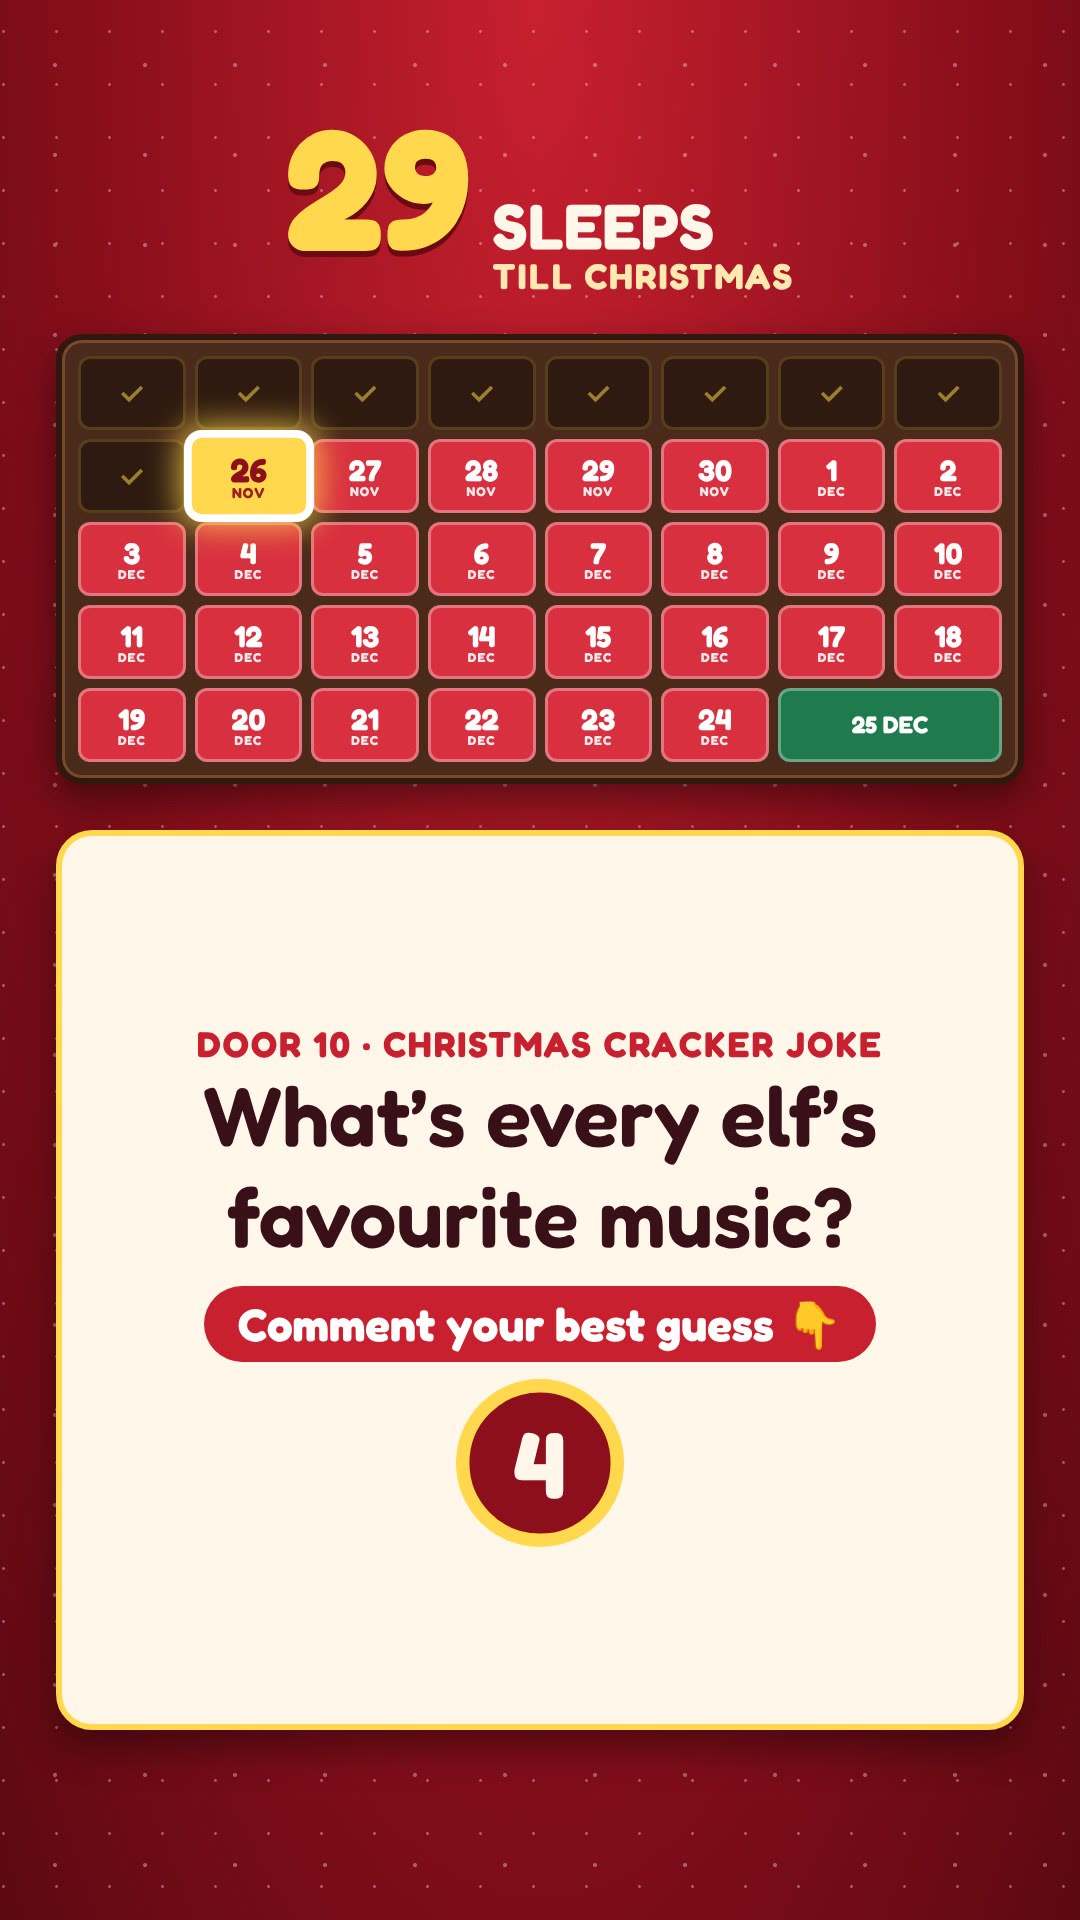 29 SLEEPS
TILL CHRISTMAS
26 NOV 27 NOV 28 NOV 29 NOV 30 NOV 1 DEC 2 DEC
3 DEC 4 DEC 5 DEC 6 DEC 7 DEC 8 DEC 9 DEC 10 DEC
11 DEC 12 DEC 13 DEC 14 DEC 15 DEC 16 DEC 17 DEC 18 DEC
19 DEC 20 DEC 21 DEC 22 DEC 23 DEC 24 DEC 25 DEC
DOOR 10 · CHRISTMAS CRACKER JOKE
What’s every elf’s
favourite music?
Comment your best guess 👇
4